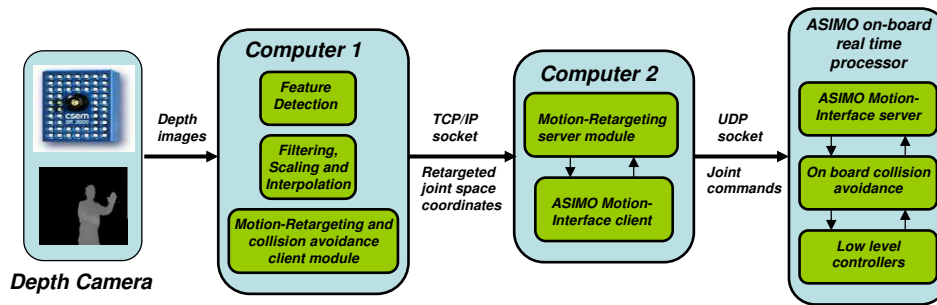 csem
SR 3000
Depth Camera
Depth
images
Computer 1
Feature
Detection
Filtering,
Scaling and
Interpolation
Motion-Retargeting and
collision avoidance
client module
TCP/IP
socket
Retargeted
joint space
coordinates
Computer 2
Motion-Retargeting
server module
ASIMO Motion-
Interface client
UDP
socket
Joint
commands
ASIMO on-board
real time
processor
ASIMO Motion-
Interface server
On board collision
avoidance
Low level
controllers